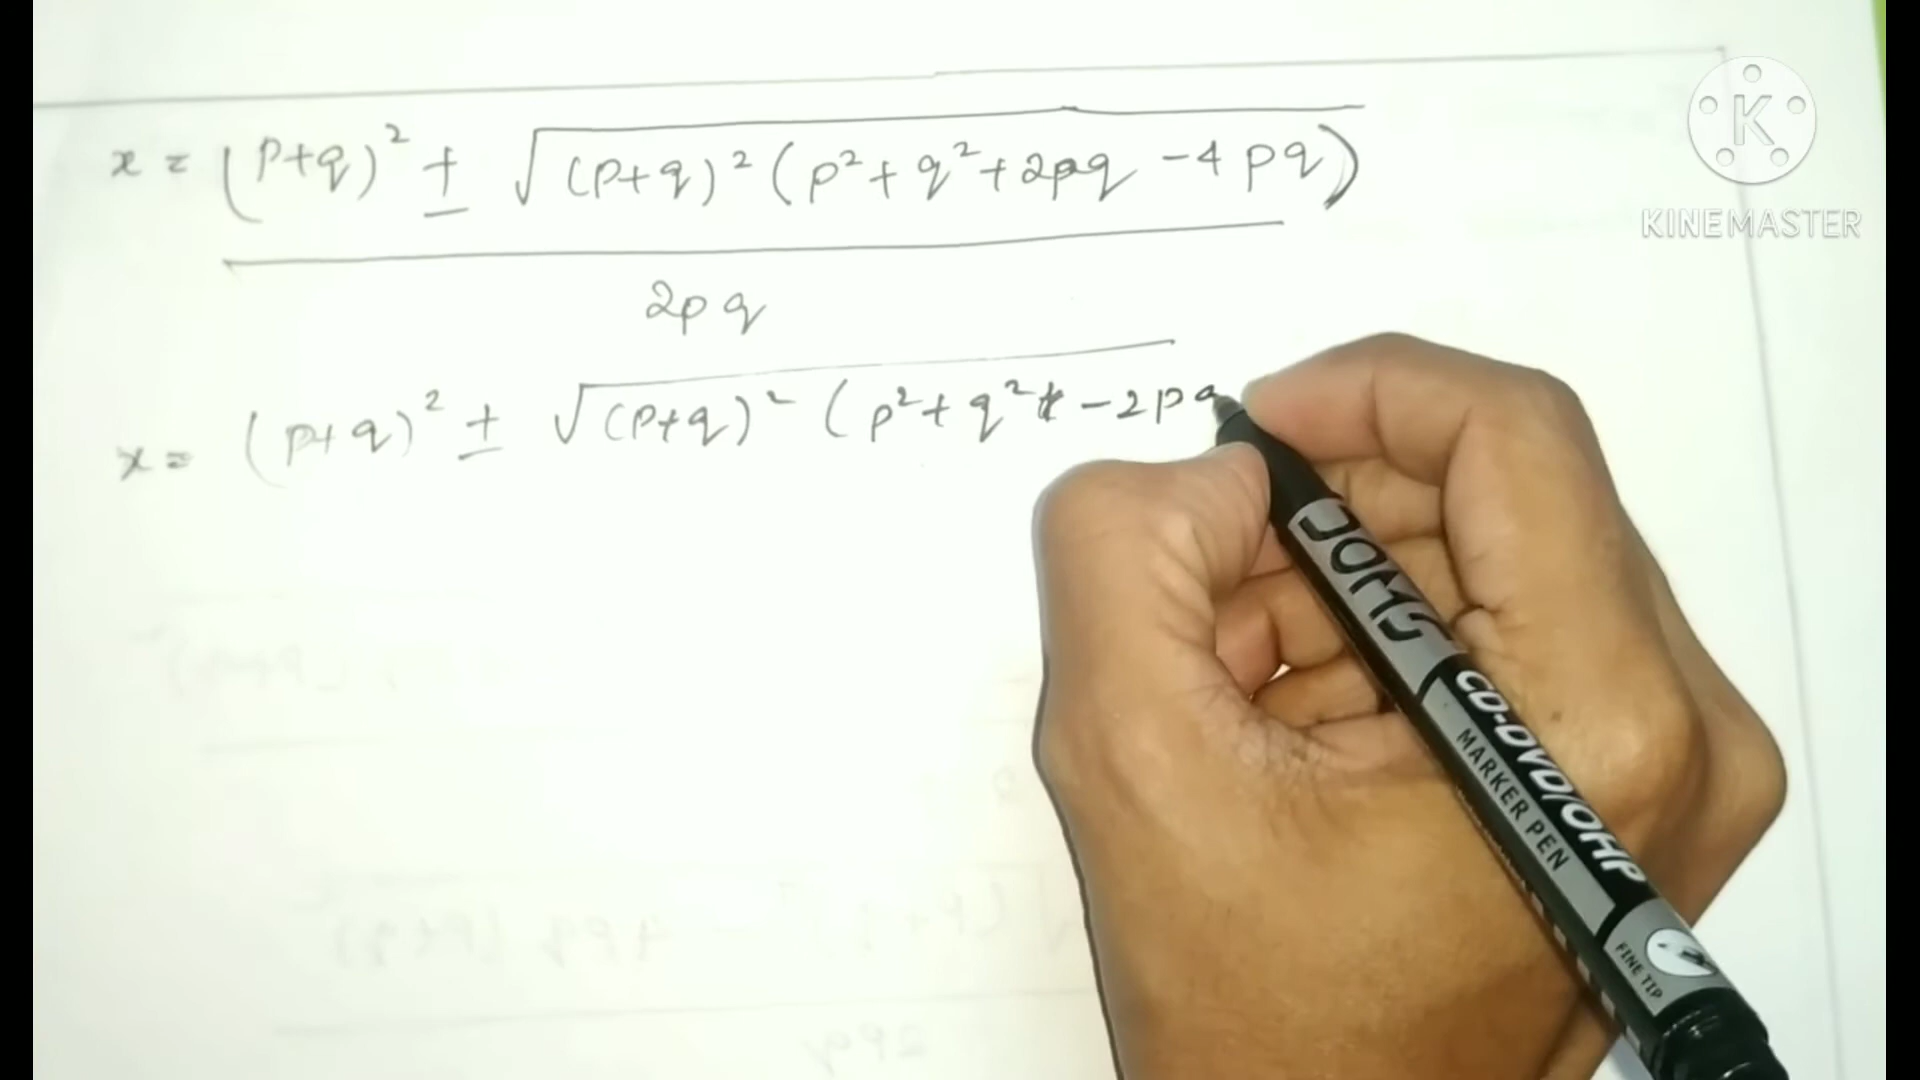 x = (p+q)² ± √(p+q)² (p² + q² + 2pq - 4pq)
2pq
x = (p+q)² ± √(p+q)² (p² + q² - 2pq
K
KINEMASTER
DOMS
CD-DVD/OHP
MARKER PEN
FINE TIP